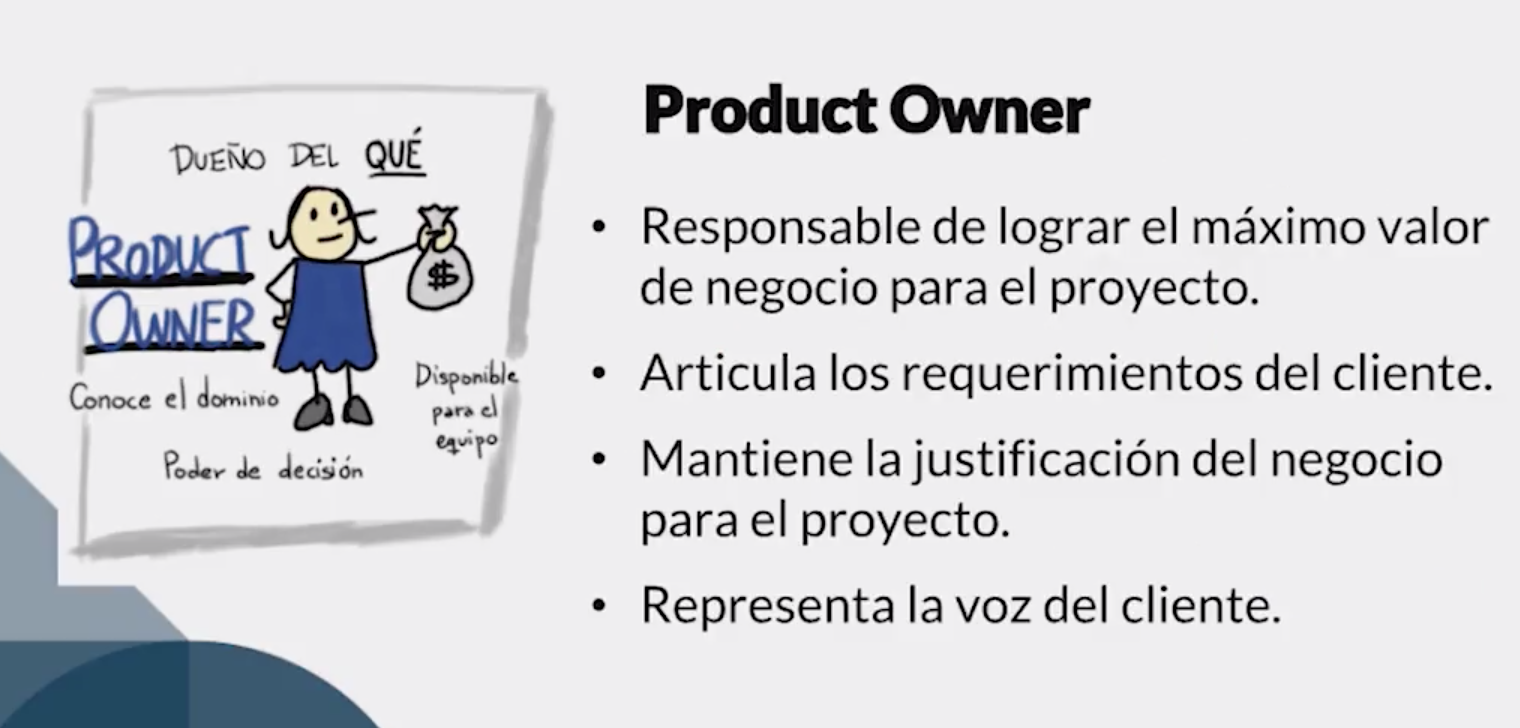 DUEÑO DEL QUÉ
PRODUCT
OWNER
Conoce el dominio
Disponible
para el
equipo
Poder de decisión
$
Product Owner
• Responsable de lograr el máximo valor
de negocio para el proyecto.
• Articula los requerimientos del cliente.
• Mantiene la justificación del negocio
para el proyecto.
• Representa la voz del cliente.